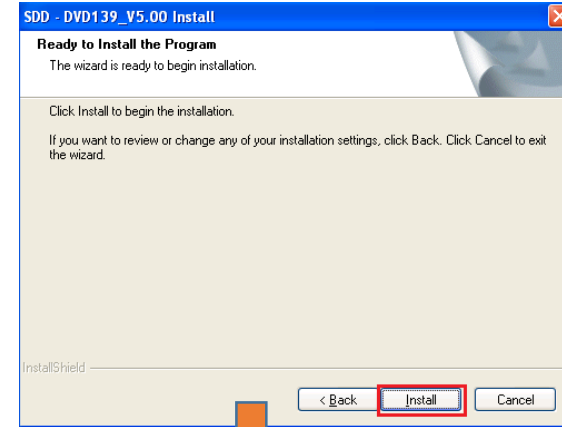 SDD - DVD139_V5.00 Install
Ready to Install the Program
The wizard is ready to begin installation.
Click Install to begin the installation.
If you want to review or change any of your installation settings, click Back. Click Cancel to exit
the wizard.
InstallShield
< Back
Install
Cancel